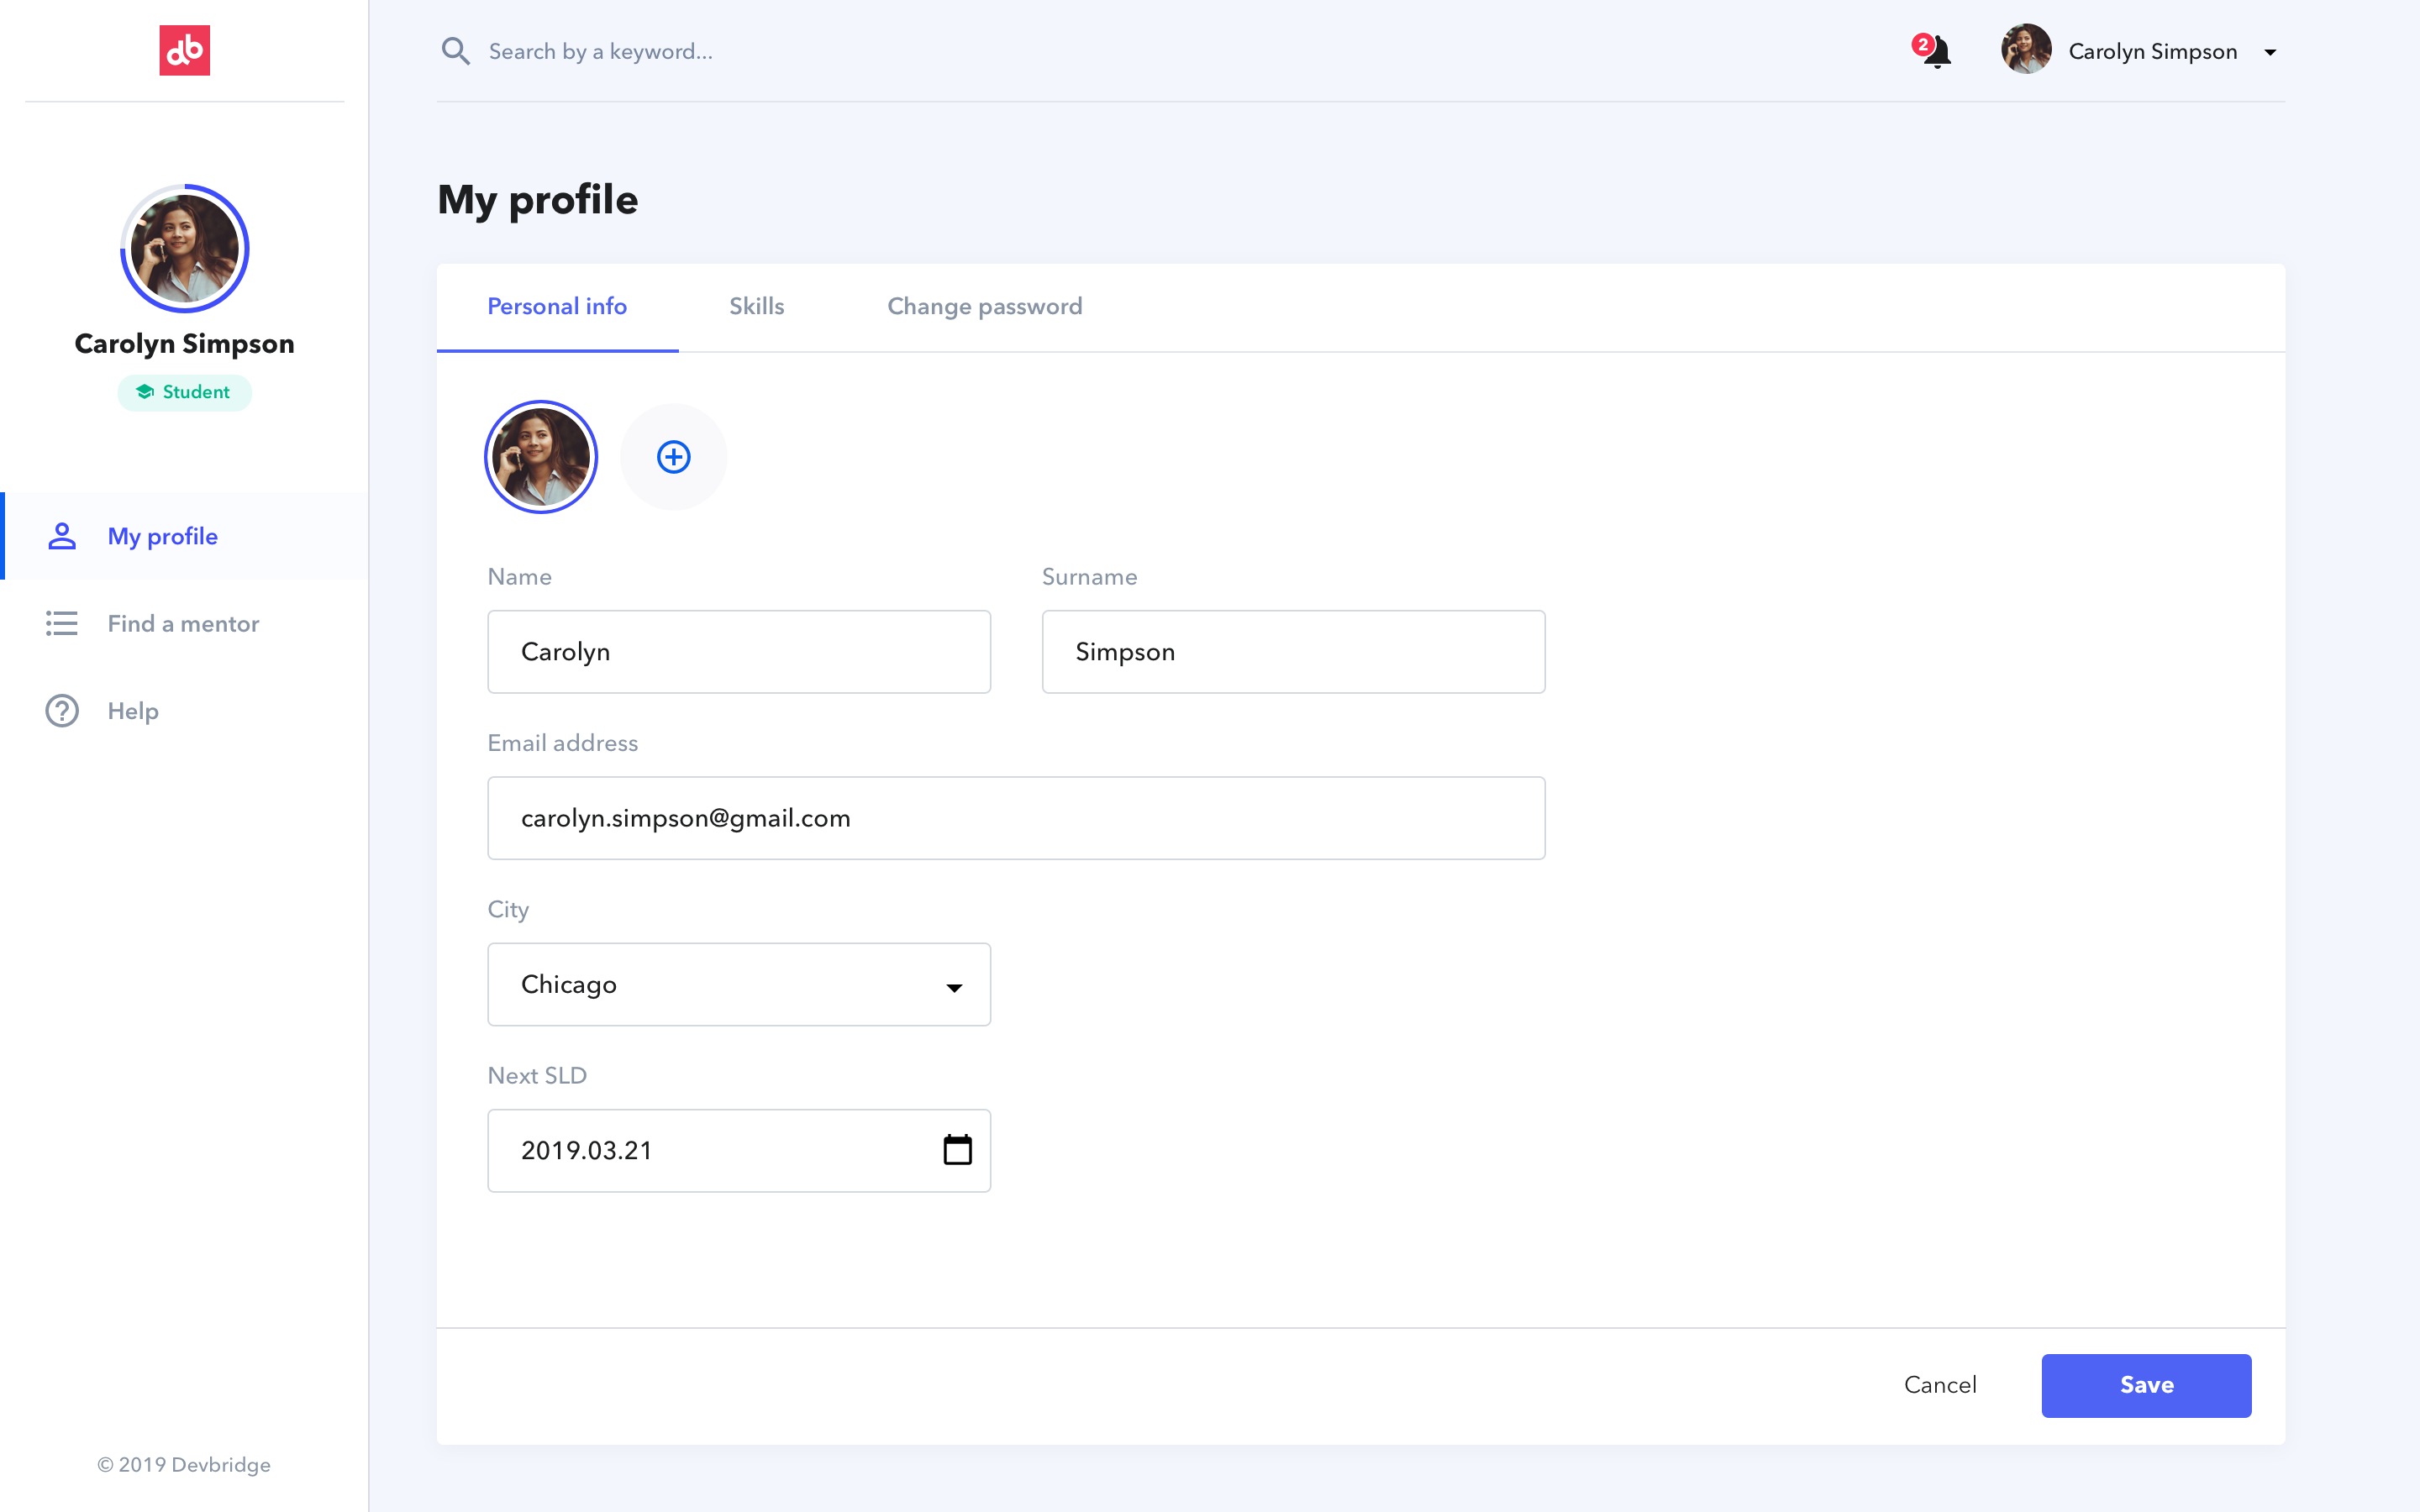 db
Search by a keyword...
2
Carolyn Simpson
Carolyn Simpson
Student
My profile
Find a mentor
Help
© 2019 Devbridge
My profile
Personal info Skills Change password
Name Surname
Carolyn Simpson
Email address
carolyn.simpson@gmail.com
City
Chicago
Next SLD
2019.03.21
Cancel Save